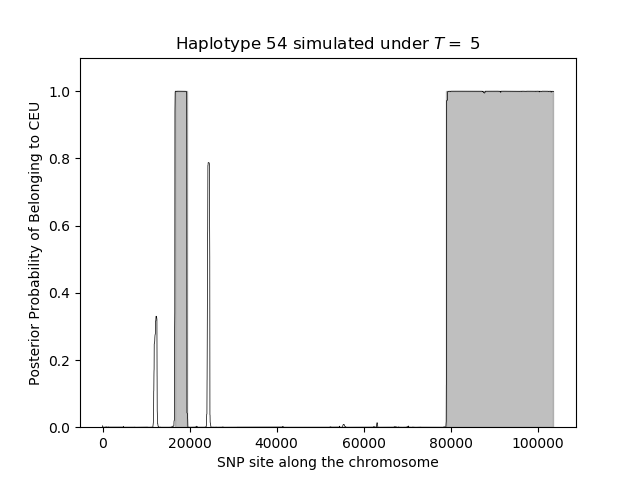 Haplotype 54 simulated under T = 5
Posterior Probability of Belonging to CEU
1.0
0.8
0.6
0.4
0.2
0.0
0 20000 40000 60000 80000 100000
SNP site along the chromosome